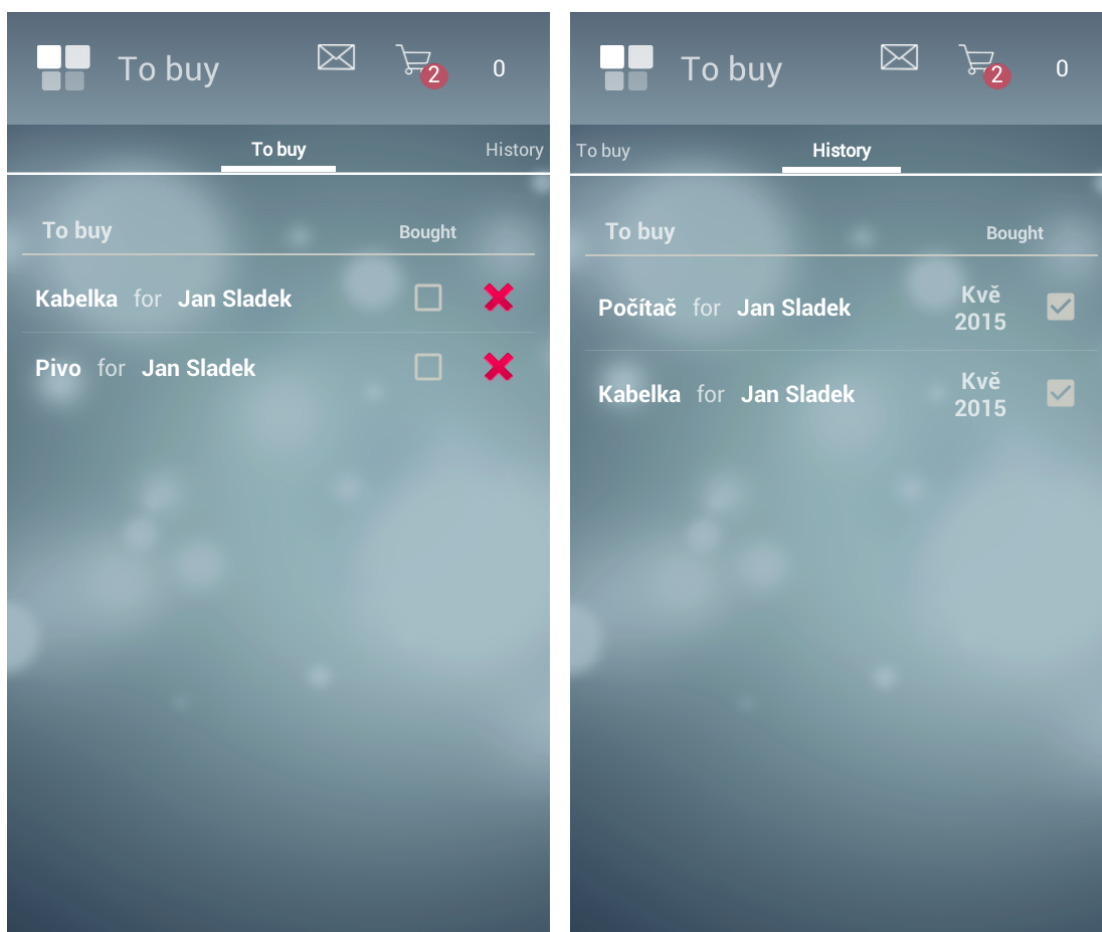 To buy 2 0
To buy History
To buy Bought
Kabelka for Jan Sladek
Pivo for Jan Sladek
To buy 2 0
To buy History
To buy Bought
Počítač for Jan Sladek Kvě 2015
Kabelka for Jan Sladek Kvě 2015